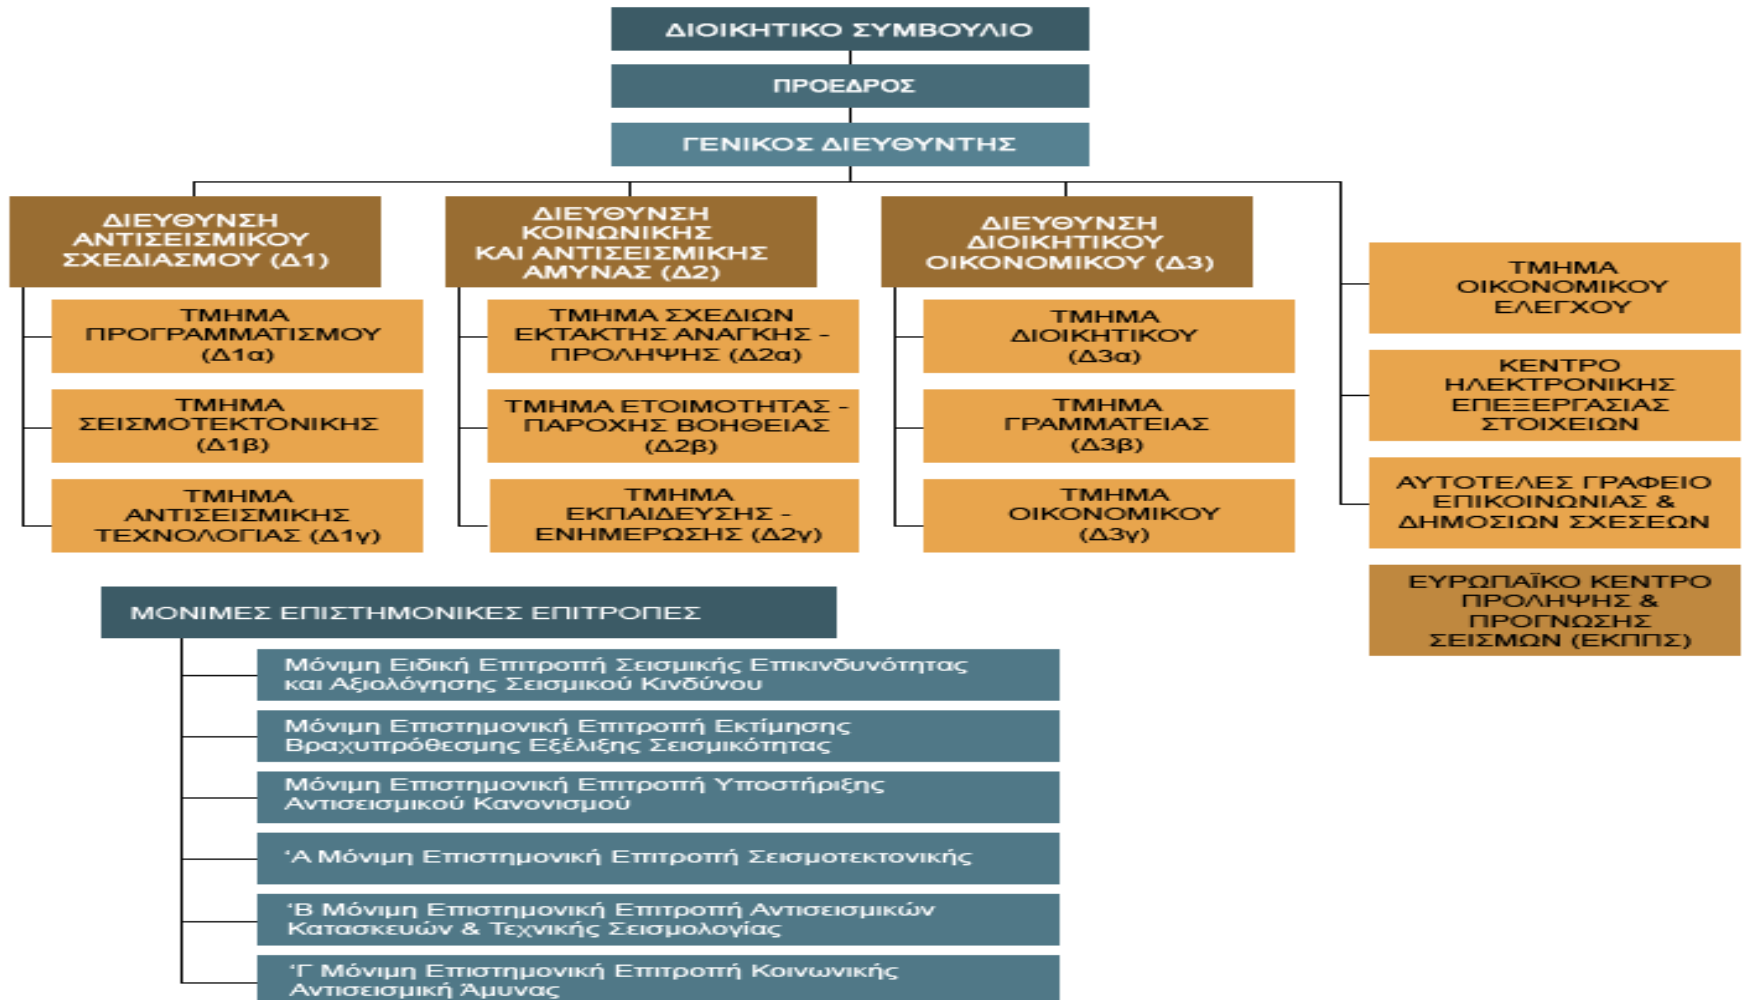 ΔΙΟΙΚΗΤΙΚΟ ΣΥΜΒΟΥΛΙΟ
ΠΡΟΕΔΡΟΣ
ΓΕΝΙΚΟΣ ΔΙΕΥΘΥΝΤΗΣ
ΔΙΕΥΘΥΝΣΗ
ΑΝΤΙΣΕΙΣΜΙΚΟΥ
ΣΧΕΔΙΑΣΜΟΥ (Δ1)
ΤΜΗΜΑ
ΠΡΟΓΡΑΜΜΑΤΙΣΜΟΥ
(Δ1α)
ΤΜΗΜΑ
ΣΕΙΣΜΟΤΕΚΤΟΝΙΚΗΣ
(Δ1β)
ΤΜΗΜΑ
ΑΝΤΙΣΕΙΣΜΙΚΗΣ
ΤΕΧΝΟΛΟΓΙΑΣ (Δ1γ)
ΔΙΕΥΘΥΝΣΗ
ΚΟΙΝΩΝΙΚΗΣ
ΚΑΙ ΑΝΤΙΣΕΙΣΜΙΚΗΣ
ΑΜΥΝΑΣ (Δ2)
ΤΜΗΜΑ ΣΧΕΔΙΩΝ
ΕΚΤΑΚΤΗΣ ΑΝΑΓΚΗΣ -
ΠΡΟΛΗΨΗΣ (Δ2α)
ΤΜΗΜΑ ΕΤΟΙΜΟΤΗΤΑΣ -
ΠΑΡΟΧΗΣ ΒΟΗΘΕΙΑΣ
(Δ2β)
ΤΜΗΜΑ
ΕΚΠΑΙΔΕΥΣΗΣ -
ΕΝΗΜΕΡΩΣΗΣ (Δ2γ)
ΔΙΕΥΘΥΝΣΗ
ΔΙΟΙΚΗΤΙΚΟΥ
ΟΙΚΟΝΟΜΙΚΟΥ (Δ3)
ΤΜΗΜΑ
ΔΙΟΙΚΗΤΙΚΟΥ
(Δ3α)
ΤΜΗΜΑ
ΓΡΑΜΜΑΤΕΙΑΣ
(Δ3β)
ΤΜΗΜΑ
ΟΙΚΟΝΟΜΙΚΟΥ
(Δ3γ)
ΤΜΗΜΑ
ΟΙΚΟΝΟΜΙΚΟΥ
ΕΛΕΓΧΟΥ
ΚΕΝΤΡΟ
ΗΛΕΚΤΡΟΝΙΚΗΣ
ΕΠΕΞΕΡΓΑΣΙΑΣ
ΣΤΟΙΧΕΙΩΝ
ΑΥΤΟΤΕΛΕΣ ΓΡΑΦΕΙΟ
ΕΠΙΚΟΙΝΩΝΙΑΣ &
ΔΗΜΟΣΙΩΝ ΣΧΕΣΕΩΝ
ΕΥΡΩΠΑΪΚΟ ΚΕΝΤΡΟ
ΠΡΟΛΗΨΗΣ &
ΠΡΟΓΝΩΣΗΣ
ΣΕΙΣΜΩΝ (ΕΚΠΠΣ)
ΜΟΝΙΜΕΣ ΕΠΙΣΤΗΜΟΝΙΚΕΣ ΕΠΙΤΡΟΠΕΣ
Μόνιμη Ειδική Επιτροπή Σεισμικής Επικινδυνότητας
και Αξιολόγησης Σεισμικού Κινδύνου
Μόνιμη Επιστημονική Επιτροπή Εκτίμησης
Βραχυπρόθεσμης Εξέλιξης Σεισμικότητας
Μόνιμη Επιστημονική Επιτροπή Υποστήριξης
Αντισεισμικού Κανονισμού
‘Α Μόνιμη Επιστημονική Επιτροπή Σεισμοτεκτονικής
‘Β Μόνιμη Επιστημονική Επιτροπή Αντισεισμικών
Κατασκευών & Τεχνικής Σεισμολογίας
‘Γ Μόνιμη Επιστημονική Επιτροπή Κοινωνικής
Αντισεισμική Άμυνας